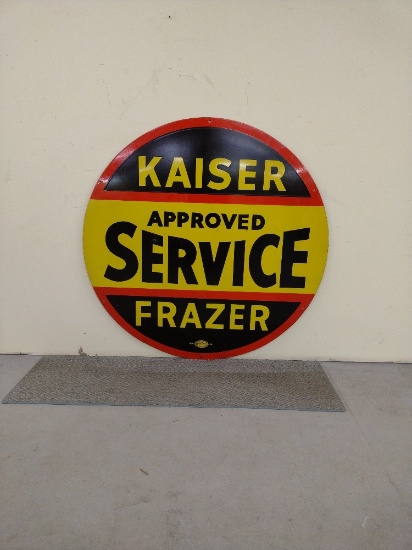 KAISER
APPROVED
SERVICE
FRAZER